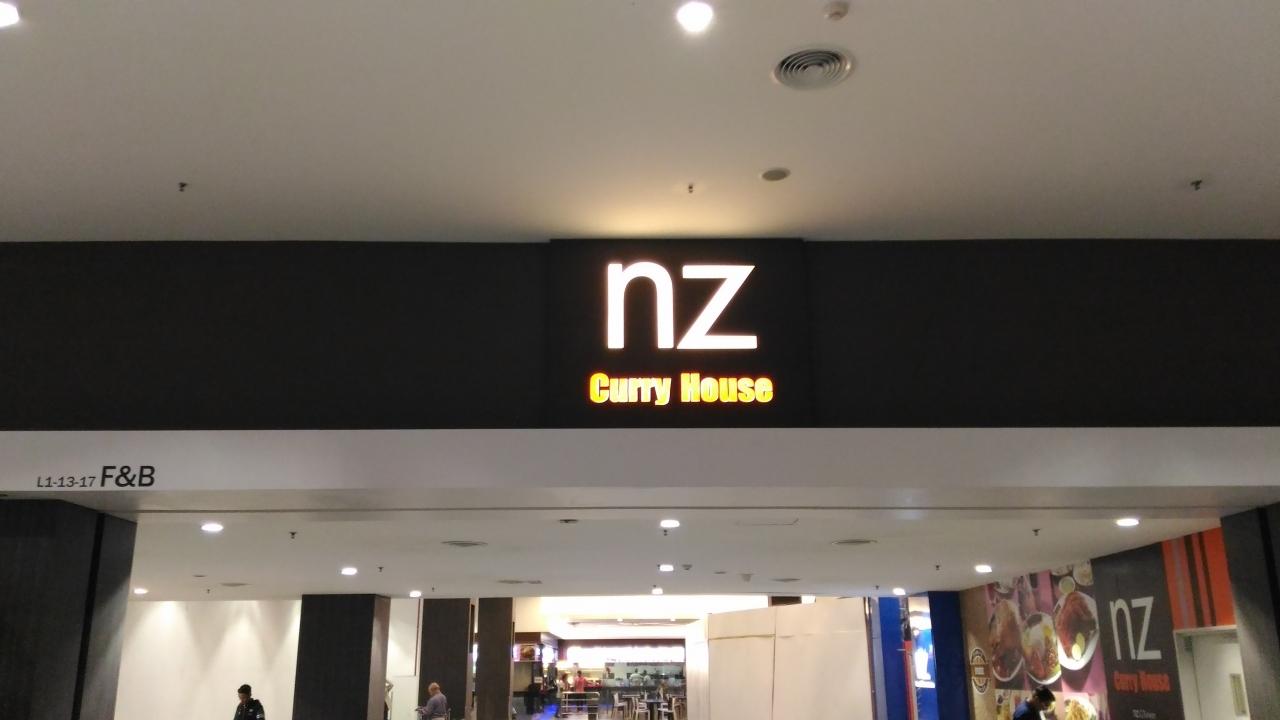 nz
Curry House
L1-13-17 F&B
nz
Curry House